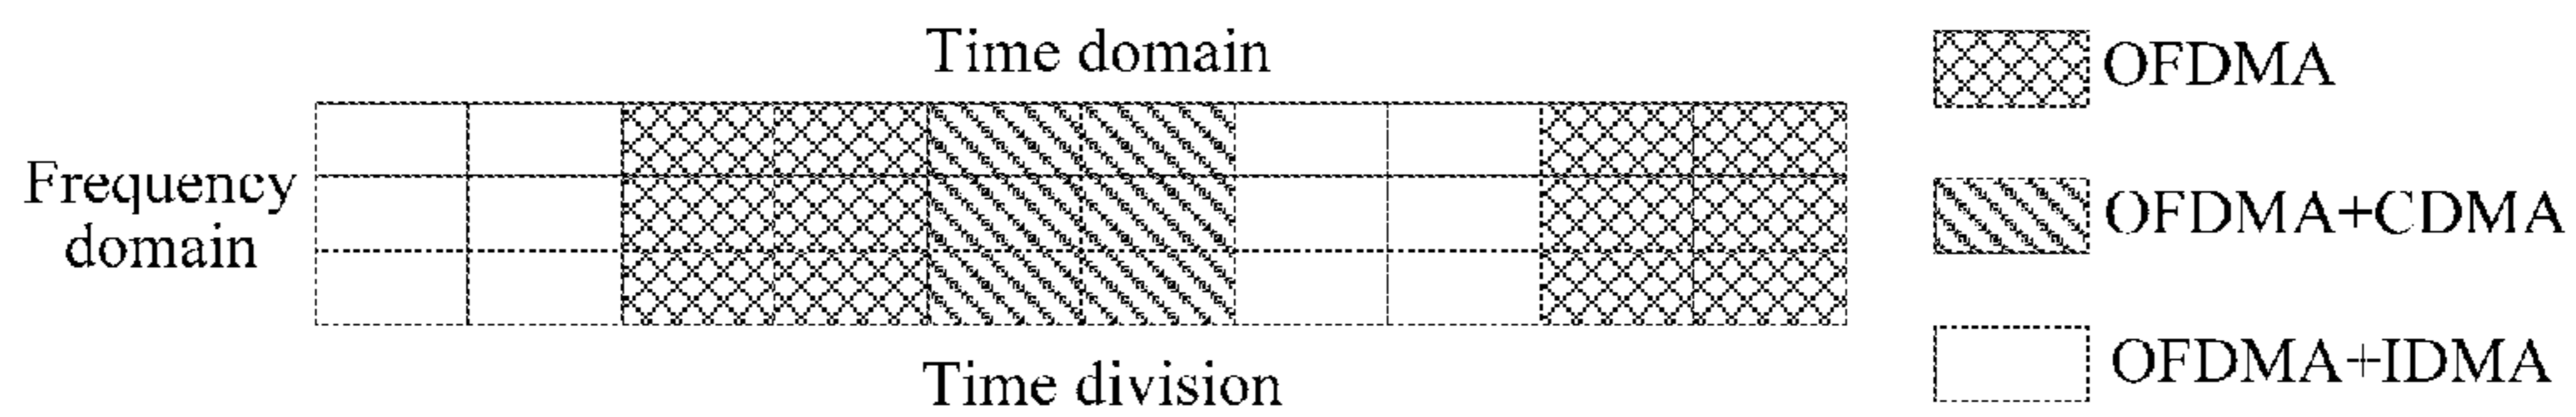 Time domain
Frequency
domain
Time division
OFDMA
OFDMA+CDMA
OFDMA+IDMA